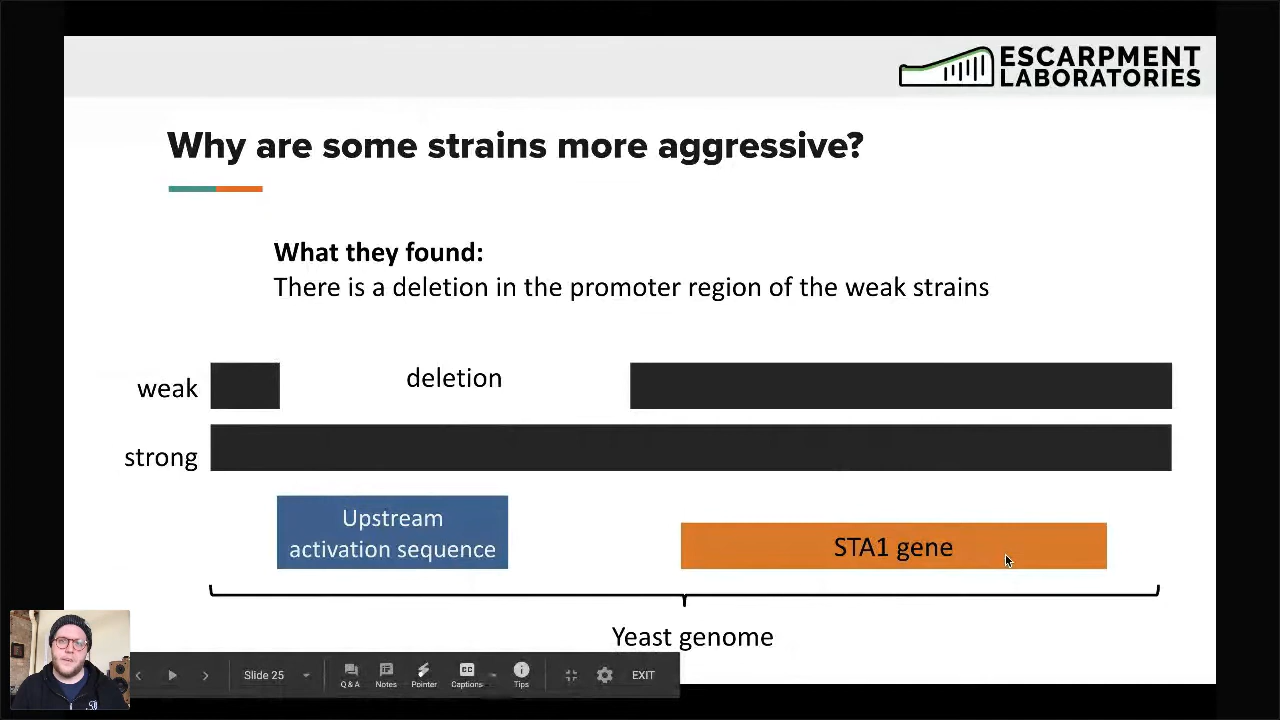 ESCARPMENT
LABORATORIES
Why are some strains more aggressive?
What they found:
There is a deletion in the promoter region of the weak strains
weak
deletion
strong
Upstream
activation sequence
STA1 gene
Yeast genome
Slide 25
Q & A
Notes
Pointer
CC
Captions
Tips
EXIT